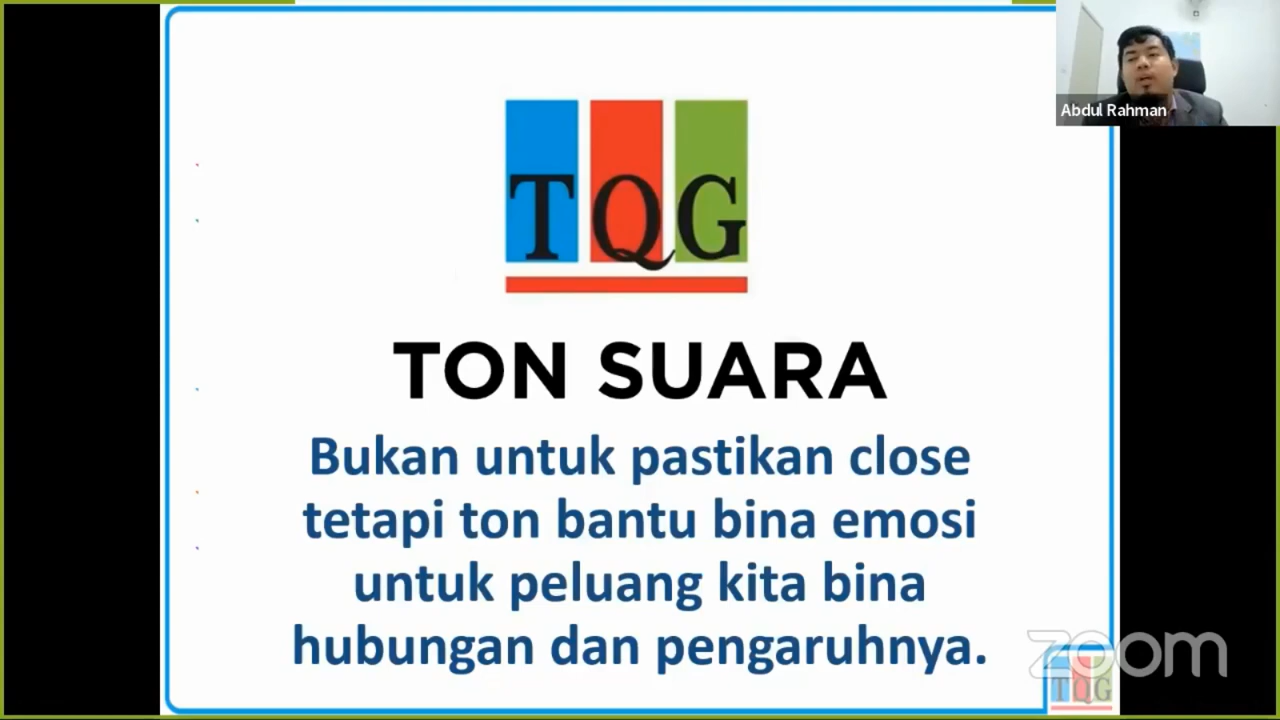 Abdul Rahman
TQG
TON SUARA
Bukan untuk pastikan close
tetapi ton bantu bina emosi
untuk peluang kita bina
hubungan dan pengaruhnya.
zoom
TQG